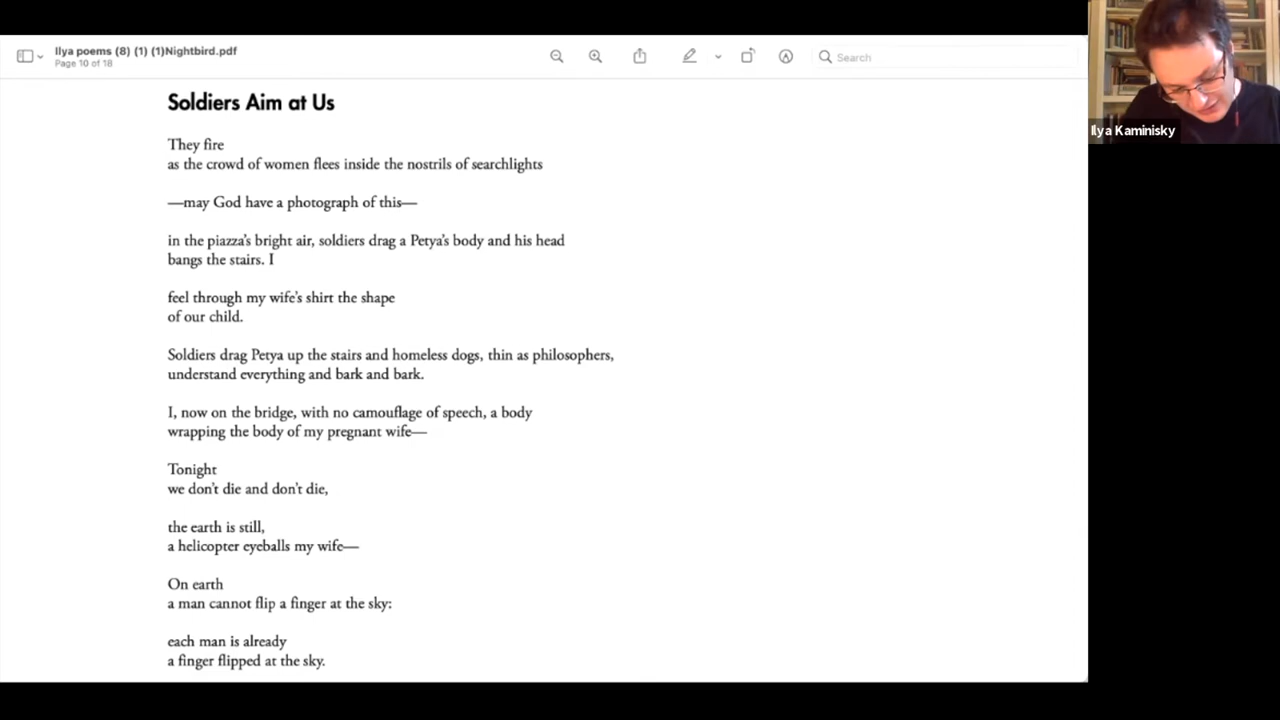 Ilya poems (8) (1) (1)Nightbird.pdf
Page 10 of 18
Search
Ilya Kaminisky
Soldiers Aim at Us
They fire
as the crowd of women flees inside the nostrils of searchlights
—may God have a photograph of this—
in the piazza's bright air, soldiers drag a Petya's body and his head
bangs the stairs. I
feel through my wife's shirt the shape
of our child.
Soldiers drag Petya up the stairs and homeless dogs, thin as philosophers,
understand everything and bark and bark.
I, now on the bridge, with no camouflage of speech, a body
wrapping the body of my pregnant wife—
Tonight
we don't die and don't die,
the earth is still,
a helicopter eyeballs my wife—
On earth
a man cannot flip a finger at the sky:
each man is already
a finger flipped at the sky.